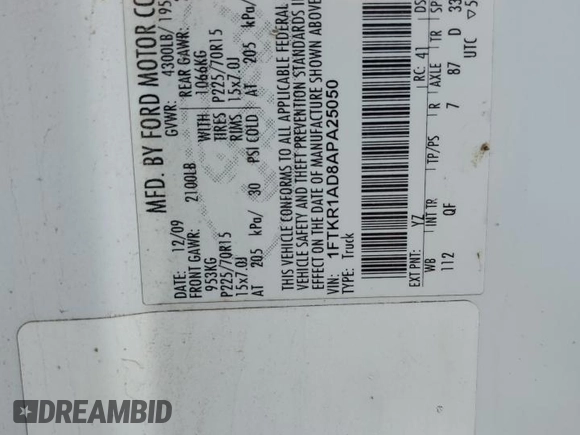 MFD. BY FORD MOTOR CO
DATE: 12/09 GVWR: 4300LB/ 195
FRONT GAWR: 2100LB REAR GAWR:
953KG WITH 1066KG
P225/70R15 TIRES P225/70R15
15x7.0J RIMS 15x7.0J
AT 205 kPa/ 30 PSI COLD AT 205 kPa/
THIS VEHICLE CONFORMS TO ALL APPLICABLE FEDERAL
VEHICLE SAFETY AND THEFT PREVENTION STANDARDS IN
EFFECT ON THE DATE OF MANUFACTURE SHOWN ABOVE
VIN: 1FTKR1AD8APA25050
TYPE: Truck
EXT PNT: YZ RC: 41 DS
WB INT TR TP/PS R AXLE TR SP
112 QF 7 87 D 33
UTC
DREAMBID